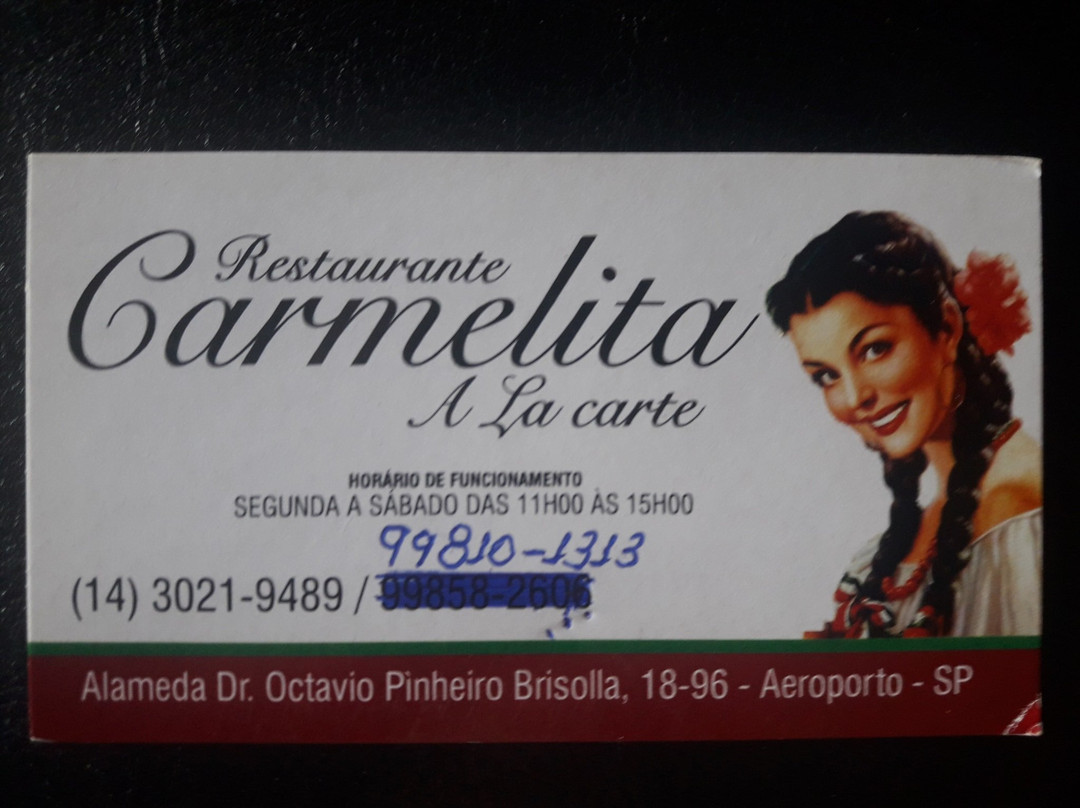 Restaurante
Carmelita
A La carte
HORÁRIO DE FUNCIONAMENTO
SEGUNDA A SÁBADO DAS 11H00 ÀS 15H00
99810-1313
(14) 3021-9489 / 99858-2606
Alameda Dr. Octavio Pinheiro Brisolla, 18-96 - Aeroporto - SP